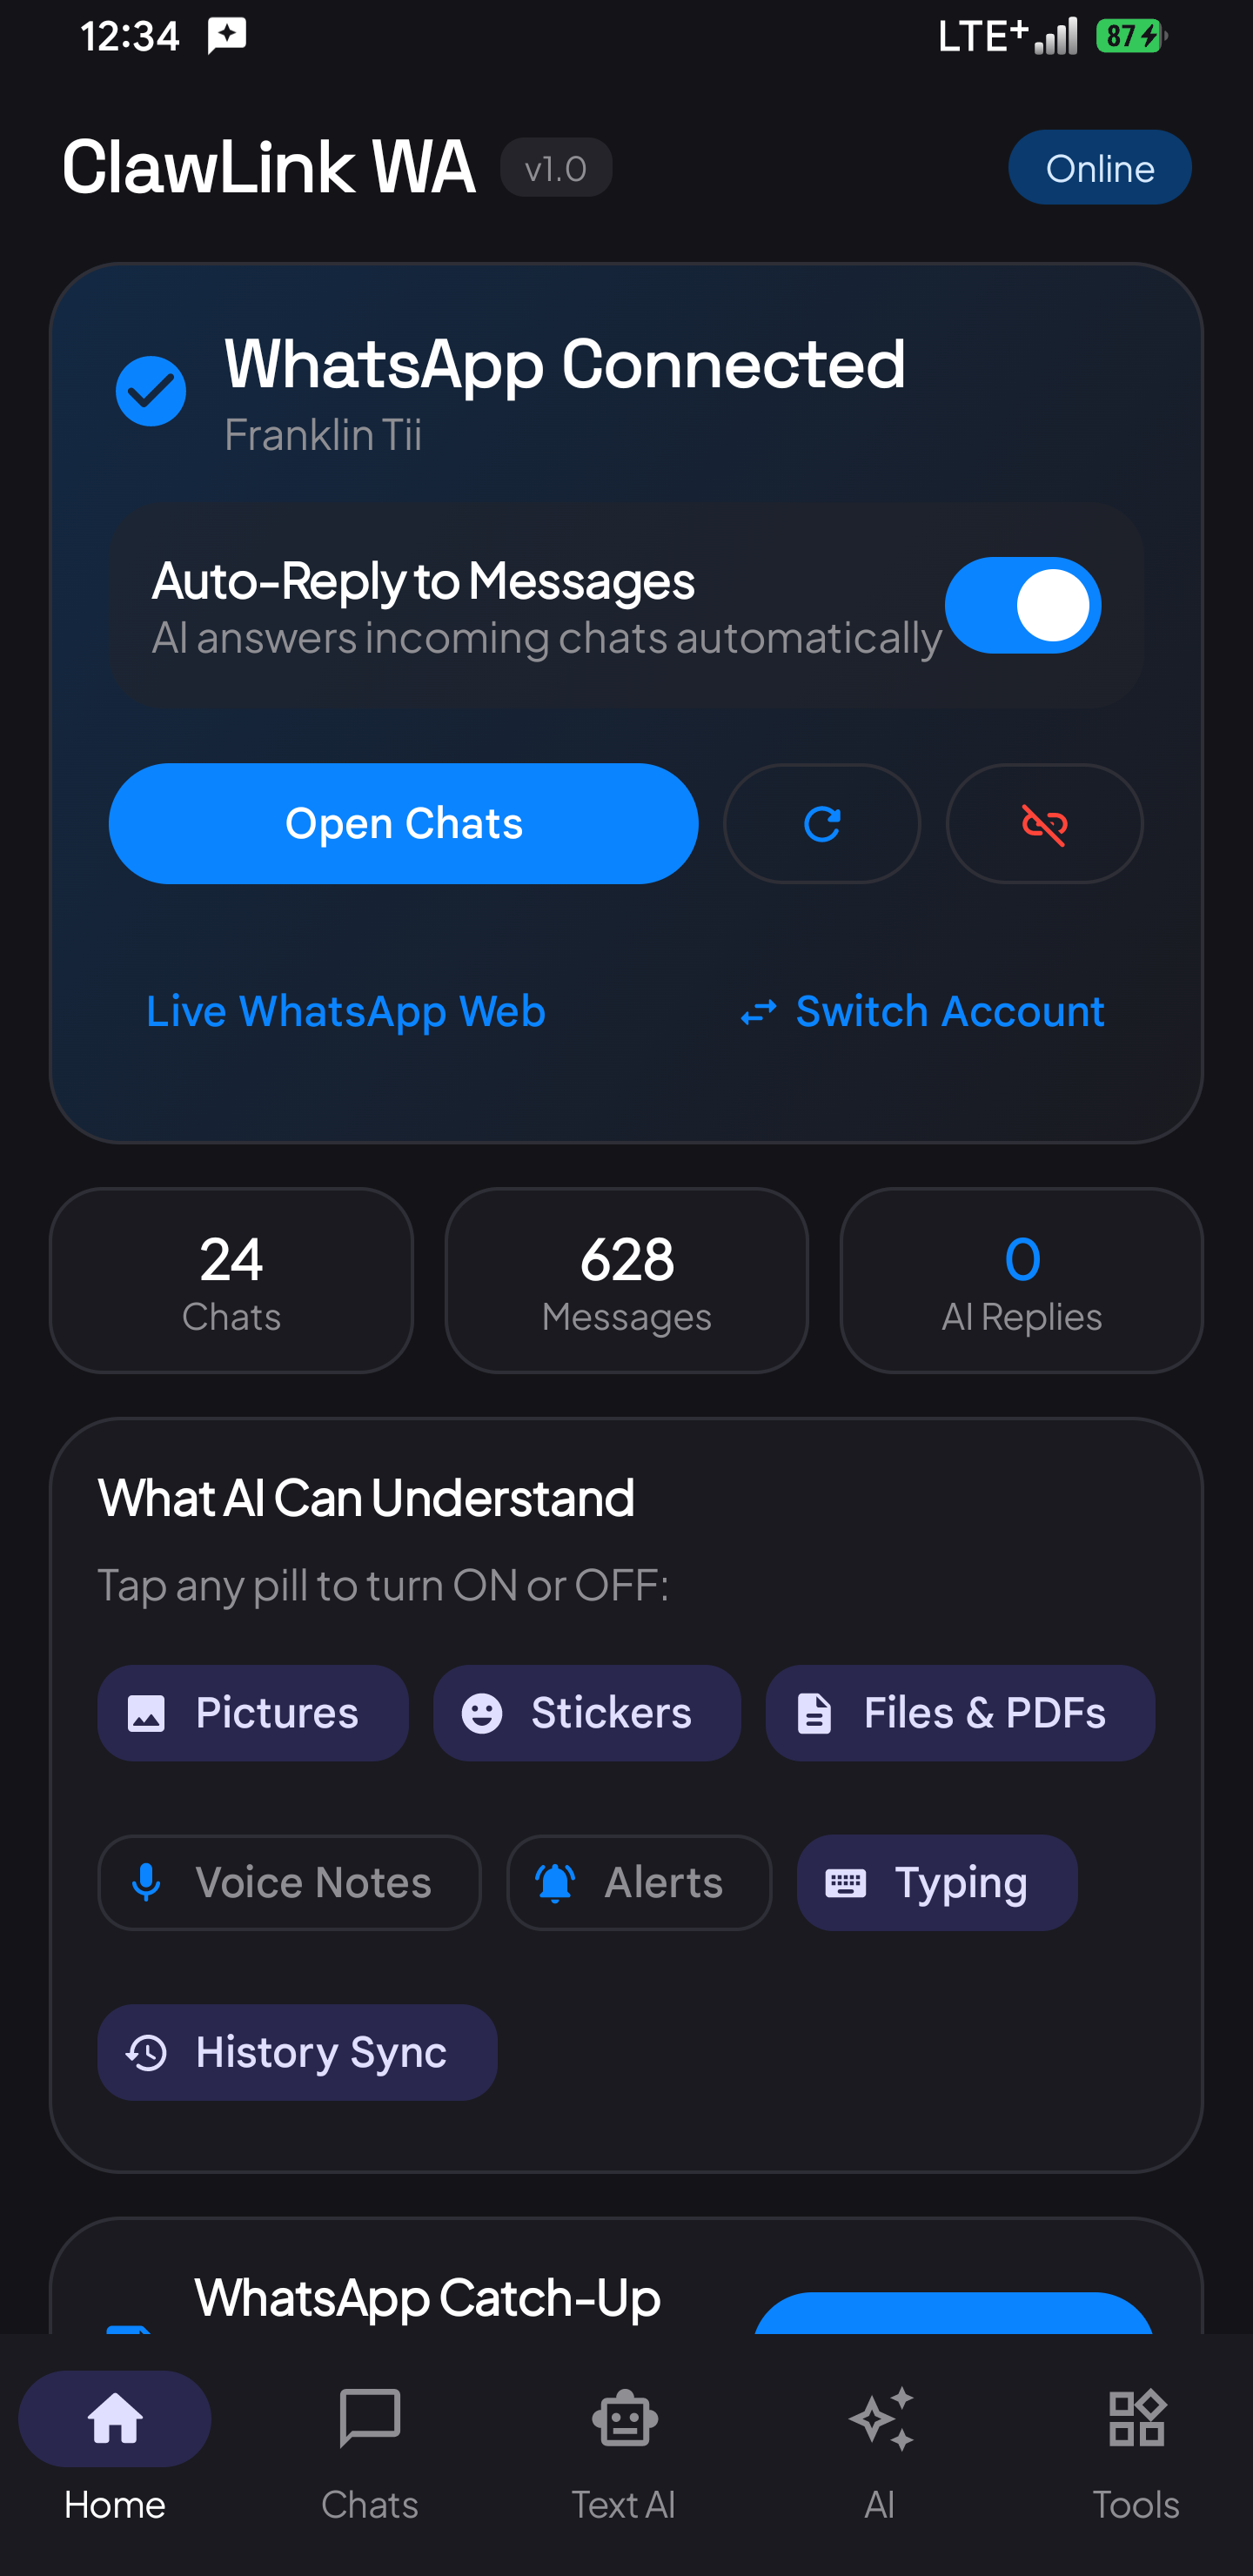 12:34
LTE+ 87
ClawLink WA v1.0 Online
WhatsApp Connected
Franklin Tii
Auto-Reply to Messages
AI answers incoming chats automatically
Open Chats
Live WhatsApp Web Switch Account
24 628 0
Chats Messages AI Replies
What AI Can Understand
Tap any pill to turn ON or OFF:
Pictures Stickers Files & PDFs
Voice Notes Alerts Typing
History Sync
WhatsApp Catch-Up
Home Chats Text AI AI Tools